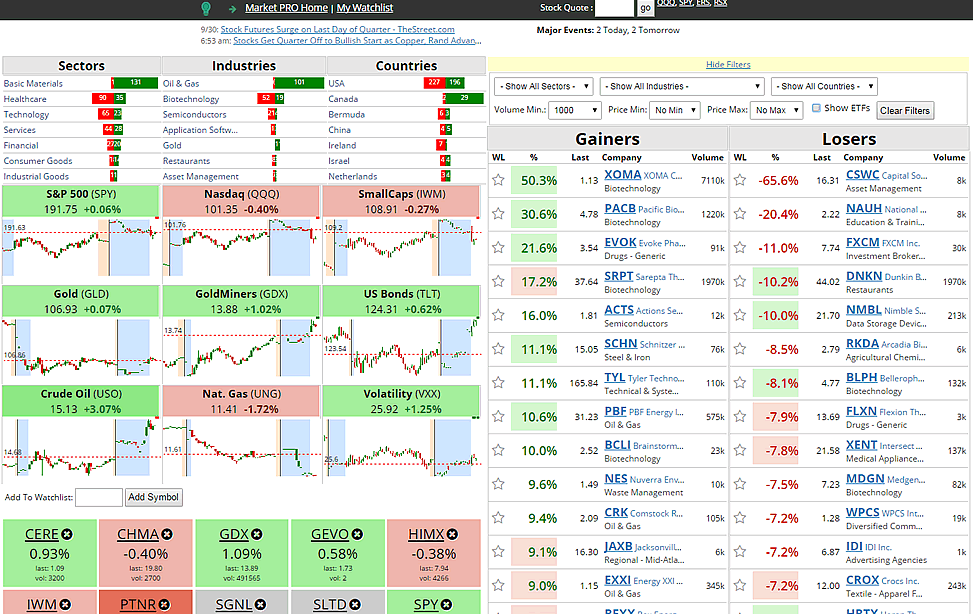 Market PRO Home | My Watchlist
Stock Quote : go QQQ, SPY, ERS, RSX
9/30: Stock Futures Surge on Last Day of Quarter - TheStreet.com
6:53 am: Stocks Get Quarter Off to Bullish Start as Copper, Rand Advan...
Major Events: 2 Today, 2 Tomorrow
Sectors
Basic Materials 131
Healthcare 90 35
Technology 65 23
Services 44 28
Financial 27 20
Consumer Goods
Industrial Goods
Industries
Oil & Gas 101
Biotechnology 52 19
Semiconductors
Application Softw...
Gold
Restaurants
Asset Management
Countries
USA 227 196
Canada 29
Bermuda 6 3
China 4 5
Ireland 7
Israel 4 4
Netherlands 3 4
S&P 500 (SPY)
191.75 +0.06%
191.63
Nasdaq (QQQ)
101.35 -0.40%
101.76
SmallCaps (IWM)
108.91 -0.27%
109.2
Gold (GLD)
106.93 +0.07%
106.86
GoldMiners (GDX)
13.88 +1.02%
13.74
US Bonds (TLT)
124.31 +0.62%
123.54
Crude Oil (USO)
15.13 +3.07%
14.68
Nat. Gas (UNG)
11.41 -1.72%
11.61
Volatility (VXX)
25.92 +1.25%
25.6
Add To Watchlist: Add Symbol
CERE
0.93%
last: 1.09
vol: 3200
CHMA
-0.40%
last: 19.80
vol: 2700
GDX
1.09%
last: 13.89
vol: 491565
GEVO
0.58%
last: 1.73
vol: 2
HIMX
-0.38%
last: 7.94
vol: 4266
IWM
PTNR
SGNL
SLTD
SPY
Hide Filters
- Show All Sectors - - Show All Industries - - Show All Countries -
Volume Min.: 1000 Price Min: No Min Price Max: No Max Show ETFs Clear Filters
Gainers
WL % Last Company Volume
50.3% 1.13 XOMA XOMA C... 7110k
Biotechnology
30.6% 4.78 PACB Pacific Bio... 1220k
Biotechnology
21.6% 3.54 EVOK Evoke Pha... 91k
Drugs - Generic
17.2% 37.64 SRPT Sarepta Th... 1970k
Biotechnology
16.0% 1.81 ACTS Actions Se... 12k
Semiconductors
11.1% 15.05 SCHN Schnitzer ... 76k
Steel & Iron
11.1% 165.84 TYL Tyler Techno... 110k
Technical & Syste...
10.6% 31.23 PBF PBF Energy I... 575k
Oil & Gas
10.0% 2.52 BCLI Brainstorm... 23k
Biotechnology
9.6% 1.49 NES Nuverra Env... 10k
Waste Management
9.4% 2.09 CRK Comstock R... 105k
Oil & Gas
9.1% 16.30 JAXB Jacksonvill... 6k
Regional - Mid-Atla...
9.0% 1.15 EXXI Energy XXI ... 345k
Oil & Gas
Losers
WL % Last Company Volume
-65.6% 16.31 CSWC Capital So... 8k
Asset Management
-20.4% 2.22 NAUH National ... 8k
Education & Traini...
-11.0% 7.74 FXCM FXCM Inc. 30k
Investment Broker...
-10.2% 44.02 DNKN Dunkin B... 1970k
Restaurants
-10.0% 21.70 NMBL Nimble S... 213k
Data Storage Devic...
-8.5% 2.79 RKDA Arcadia Bi... 6k
Agricultural Chemi...
-8.1% 4.77 BLPH Belleroph... 132k
Biotechnology
-7.9% 13.69 FLXN Flexion Th... 3k
Drugs - Generic
-7.8% 21.58 XENT Intersect ... 137k
Medical Appliance...
-7.5% 7.23 MDGN Medgen... 82k
Biotechnology
-7.2% 1.28 WPCS WPCS Int... 19k
Diversified Comm...
-7.2% 6.87 IDI IDI Inc. 1k
Advertising Agencies
-7.2% 12.00 CROX Crocs Inc. 243k
Textile - Apparel F...